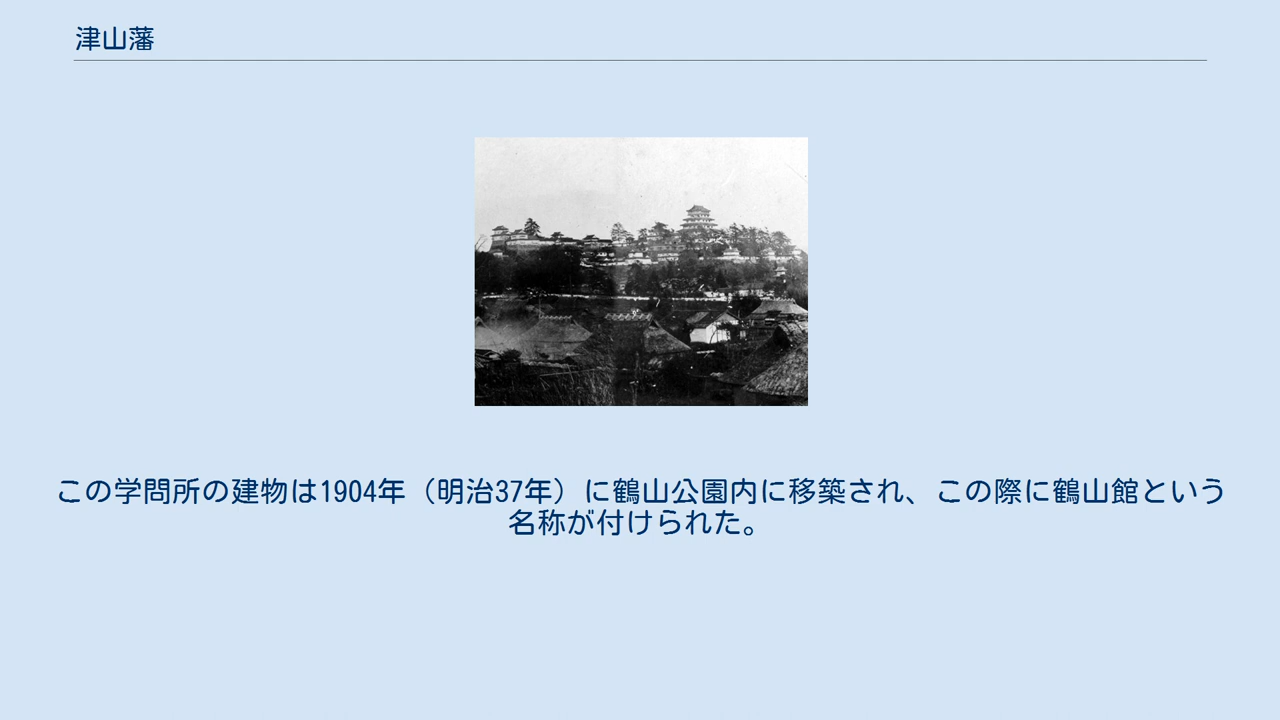 津山藩
この学問所の建物は1904年（明治37年）に鶴山公園内に移築され、この際に鶴山館という
名称が付けられた。